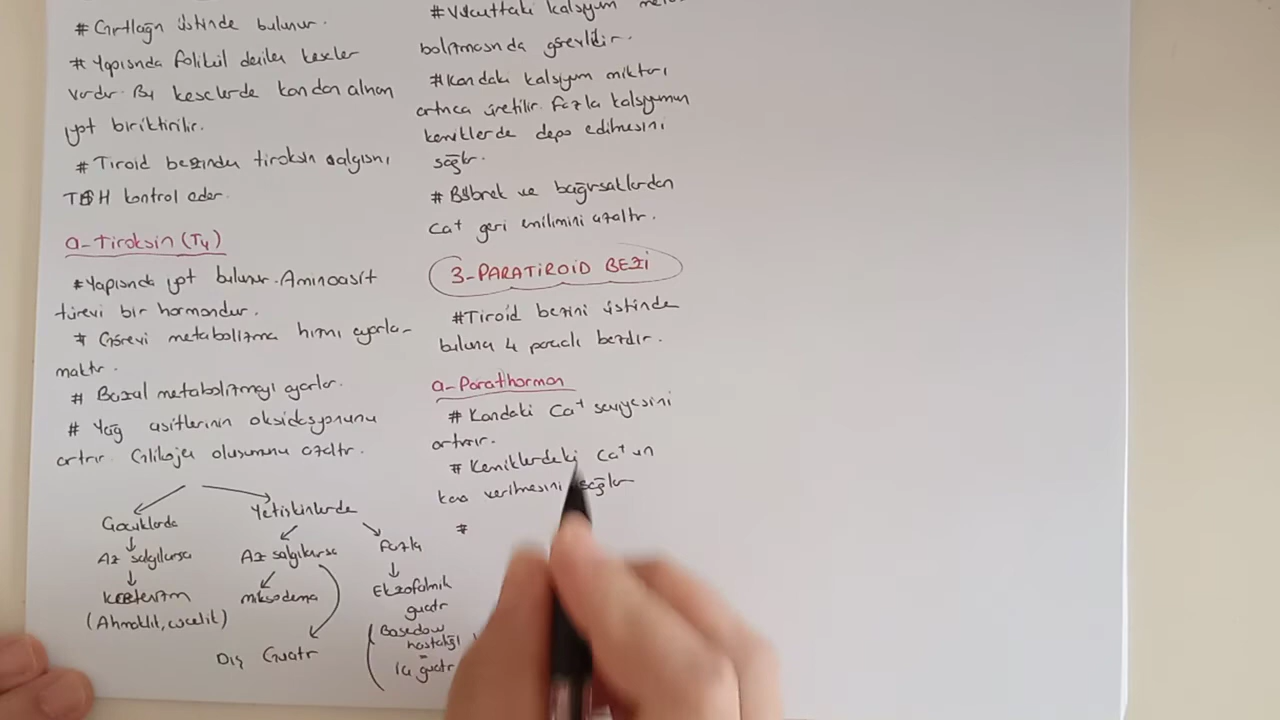 # Gırtlağın üstünde bulunur.
# Yapısında folikül denilen keseler
vardır. Bu keselerde kandan alınan
iyot biriktirilir.
# Tiroid bezinden tiroksin salgısını
TSH kontrol eder.
a-Tiroksin (T4)
# Yapısında iyot bulunur. Aminoasit
türevi bir hormondur.
# Görevi metabolizma hızını ayarla-
maktır.
# Bazal metabolizmayı ayarlar.
# Yağ asitlerinin oksidasyonunu
artırır. Glikojen oluşumunu azaltır.
Çocuklarda
Az salgılarsa
(Ahmaklık, cücelik)
Yetişkinlerde
Az salgılarsa
miksodema
Dış Guatr
Fazla
Ekzoftalmik
guatr
(Basedow
hastalığı
=
iç guatr
# Vücuttaki kalsiyum
bolizmasında görevlidir.
# Kandaki kalsiyum miktarı
artınca üretilir. Fazla kalsiyumun
kemiklerde depo edilmesini
sağlar.
# Böbrek ve bağırsaklardan
Ca+ geri emilimini azaltır.
3-PARATİROİD BEZİ
# Tiroid bezinin üstünde
bulunan 4 parçalı bezdir.
a-Parathormon
# Kandaki Ca+ seviyesini
artırır.
# Kemiklerdeki Ca+ un
kana verilmesini sağlar
#